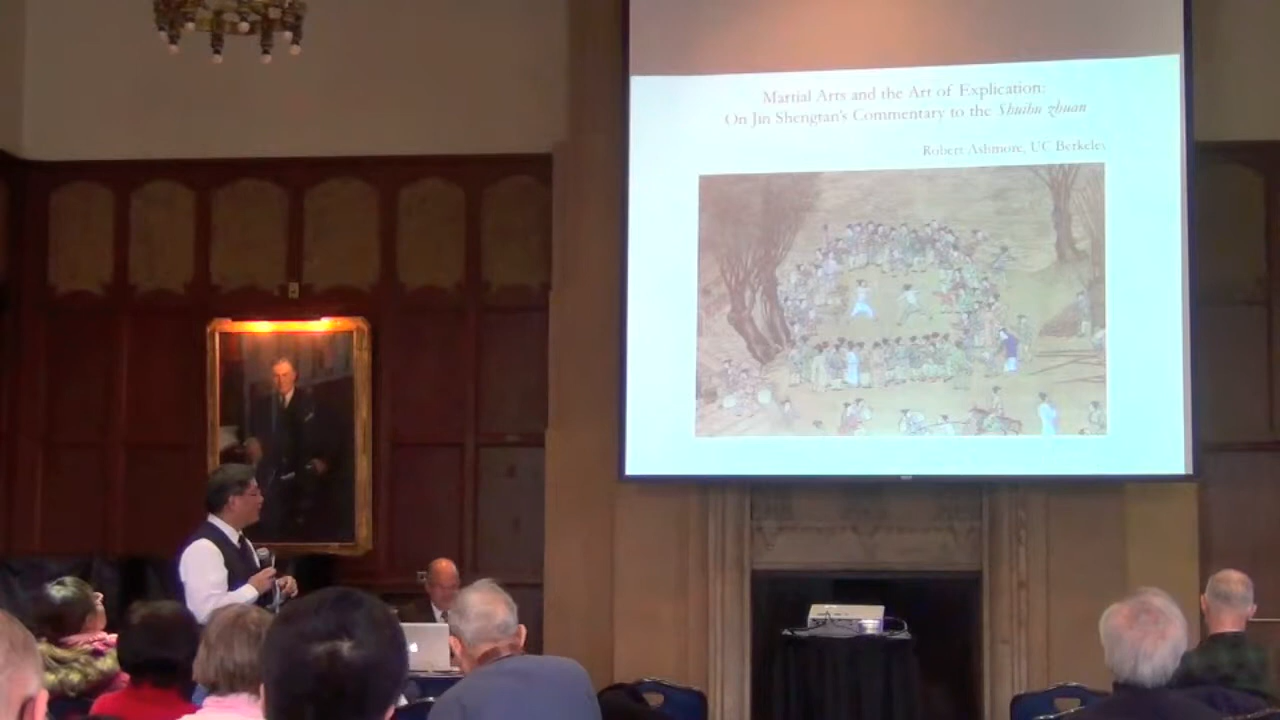 Martial Arts and the Art of Explication:
On Jin Shengtan's Commentary to the Shuihu zhuan
Robert Ashmore, UC Berkeley